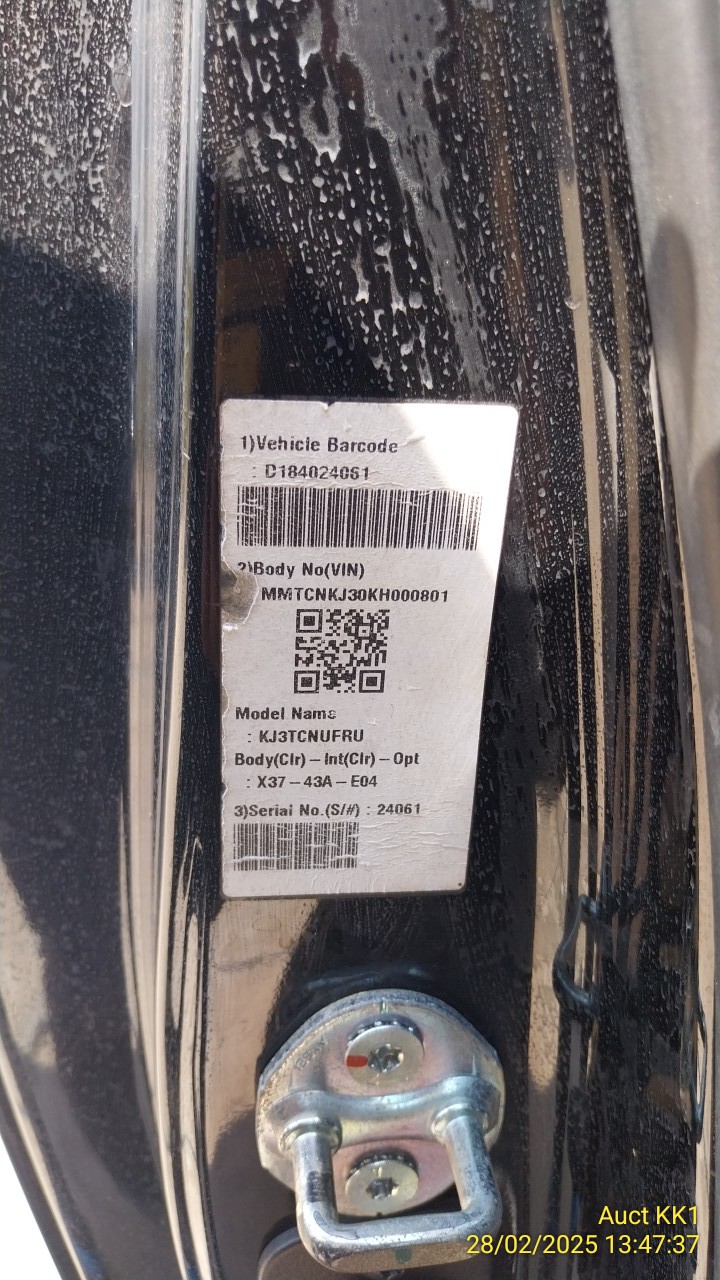 1)Vehicle Barcode
: D184024061
2)Body No(VIN)
MMTCNKJ30KH000801
Model Name
: KJ3TCNUFRU
Body(Clr) – Int(Clr) – Opt
: X37 – 43A – E04
3)Serial No.(S/#) : 24061
Auct KK1
28/02/2025 13:47:37